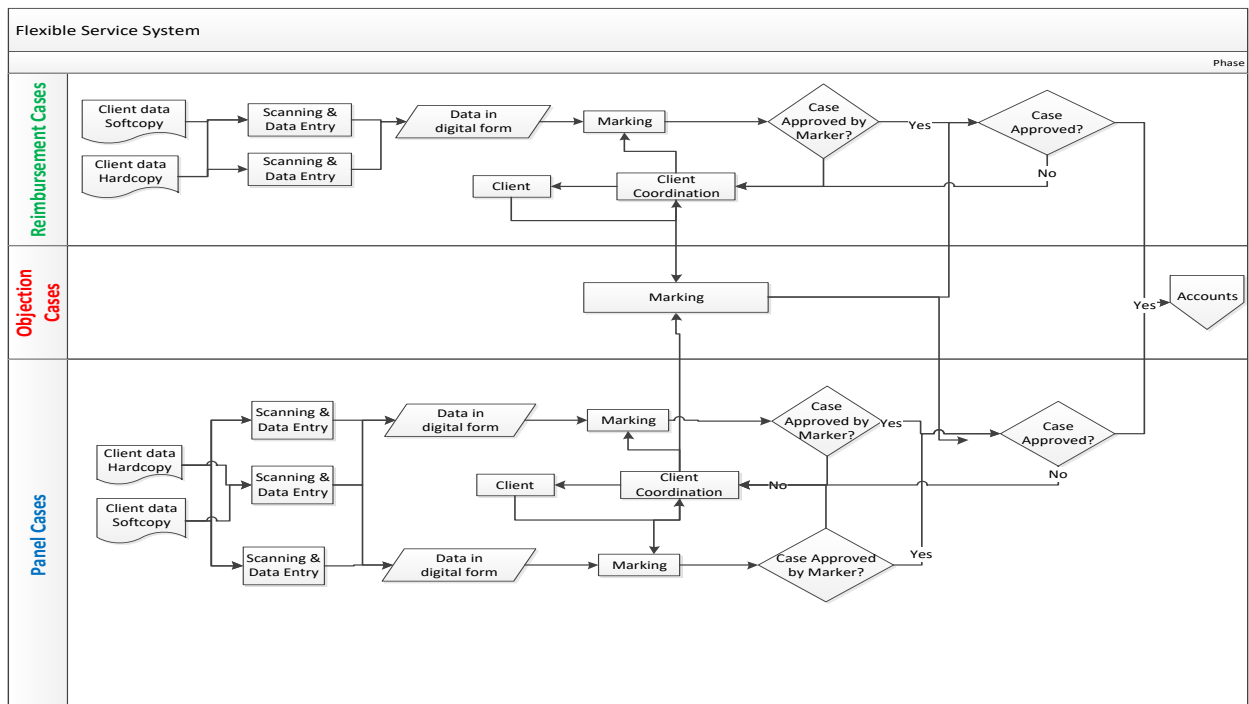 Flexible Service System
Phase
Reimbursement Cases
Client data
Softcopy
Client data
Hardcopy
Scanning &
Data Entry
Scanning &
Data Entry
Data in
digital form
Marking
Case
Approved by
Marker?
Yes
Case
Approved?
No
Client
Client
Coordination
Objection
Cases
Marking
Yes
Accounts
Panel Cases
Client data
Hardcopy
Client data
Softcopy
Scanning &
Data Entry
Scanning &
Data Entry
Scanning &
Data Entry
Data in
digital form
Marking
Case
Approved by
Marker?
Yes
Case
Approved?
No
Client
Client
Coordination
No
Data in
digital form
Marking
Case Approved
by Marker?
Yes